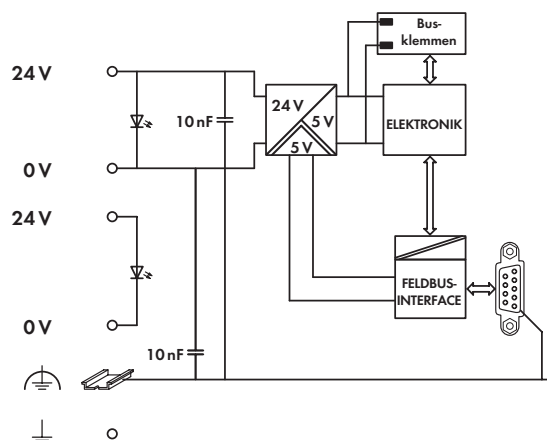 Bus-
klemmen
24 V
24 V
5 V
5 V
10 nF
ELEKTRONIK
0 V
24 V
FELDBUS-
INTERFACE
0 V
10 nF